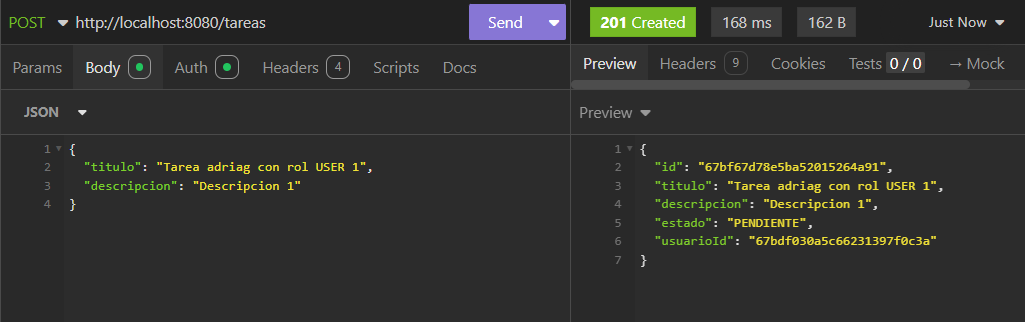 POST http://localhost:8080/tareas Send
Params Body Auth Headers 4 Scripts Docs
JSON
1 {
2 "titulo": "Tarea adriag con rol USER 1",
3 "descripcion": "Descripcion 1"
4 }
201 Created 168 ms 162 B Just Now
Preview Headers 9 Cookies Tests 0 / 0 → Mock
Preview
1 {
2 "id": "67bf67d78e5ba52015264a91",
3 "titulo": "Tarea adriag con rol USER 1",
4 "descripcion": "Descripcion 1",
5 "estado": "PENDIENTE",
6 "usuarioId": "67bdf030a5c66231397f0c3a"
7 }